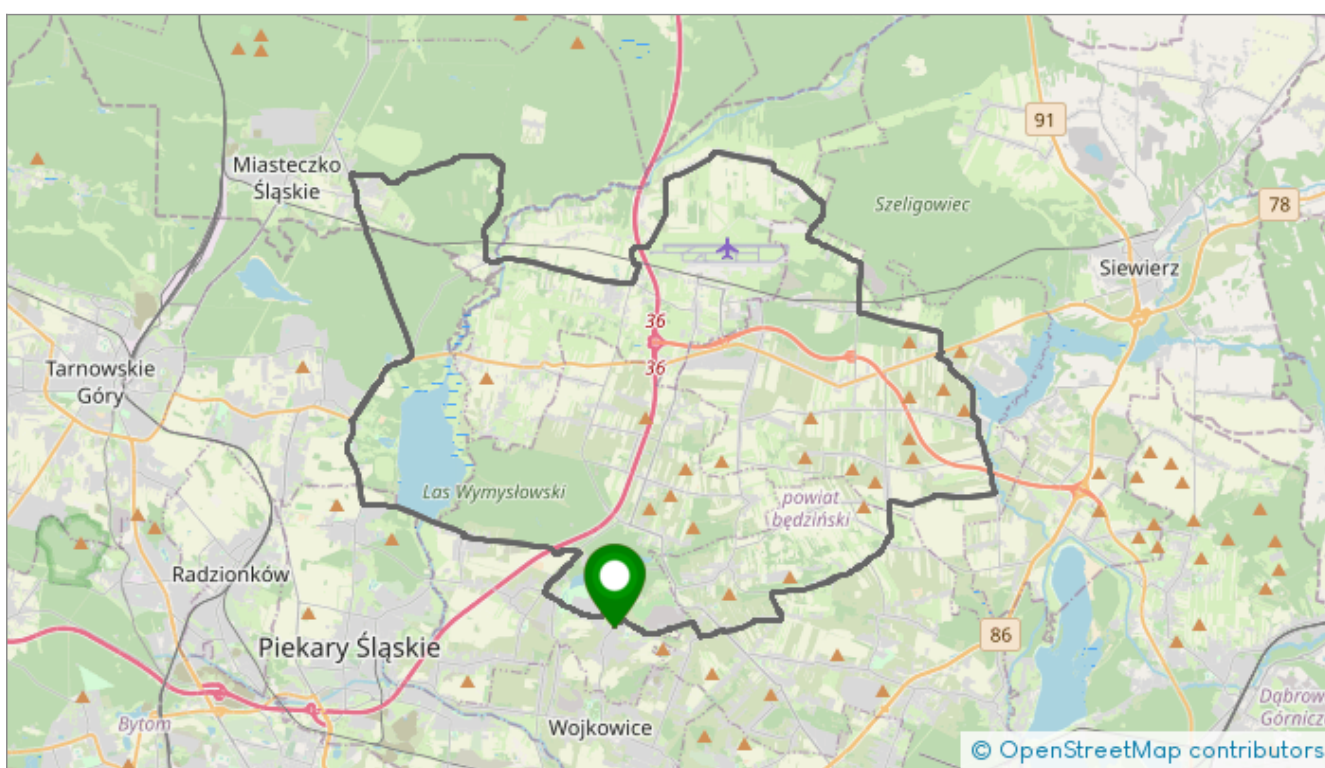 91
Miasteczko
Śląskie
Szeligowiec
78
Siewierz
36
36
Tarnowskie
Góry
Las Wymysłowski
powiat
będziński
Radzionków
86
Piekary Śląskie
Bytom
Wojkowice
Dąbrow
Górnicz
© OpenStreetMap contributors